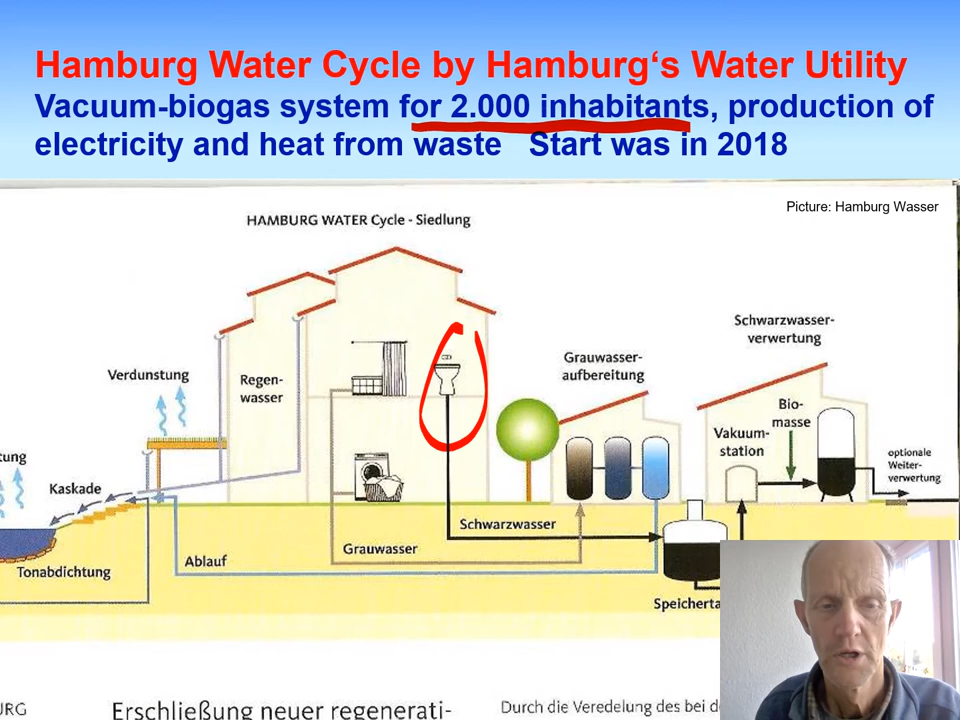 Hamburg Water Cycle by Hamburg‘s Water Utility
Vacuum-biogas system for 2.000 inhabitants, production of
electricity and heat from waste   Start was in 2018
Picture: Hamburg Wasser
HAMBURG WATER Cycle - Siedlung
Schwarzwasser-
verwertung
Grauwasser-
aufbereitung
Verdunstung
Regen-
wasser
Bio-
masse
Vakuum-
station
optionale
Weiter-
verwertung
Kaskade
Schwarzwasser
Grauwasser
Ablauf
Tonabdichtung
Erschließung neuer regenerati-
Durch die Veredelung des bei